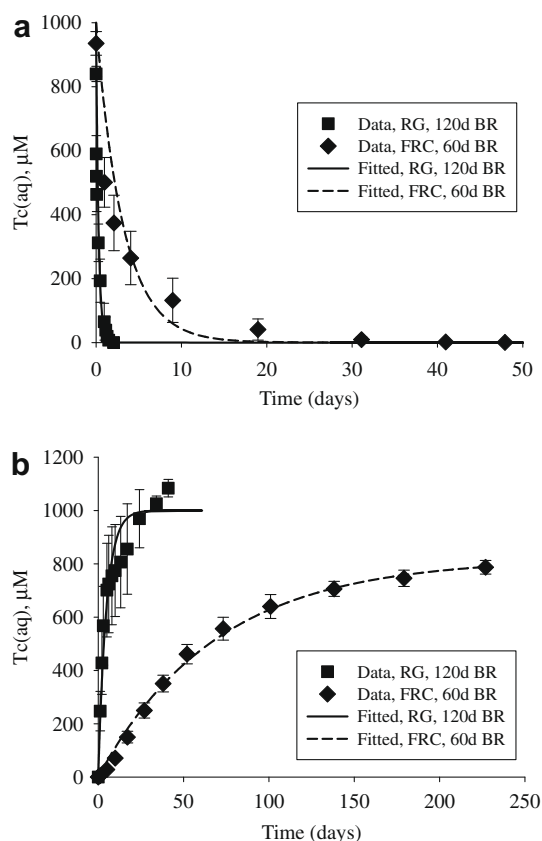 a
1000
800
600
400
200
0
Tc(aq), μM
Data, RG, 120d BR
Data, FRC, 60d BR
Fitted, RG, 120d BR
Fitted, FRC, 60d BR
0 10 20 30 40 50
Time (days)
b
1200
1000
800
600
400
200
0
Tc(aq), μM
Data, RG, 120d BR
Data, FRC, 60d BR
Fitted, RG, 120d BR
Fitted, FRC, 60d BR
0 50 100 150 200 250
Time (days)